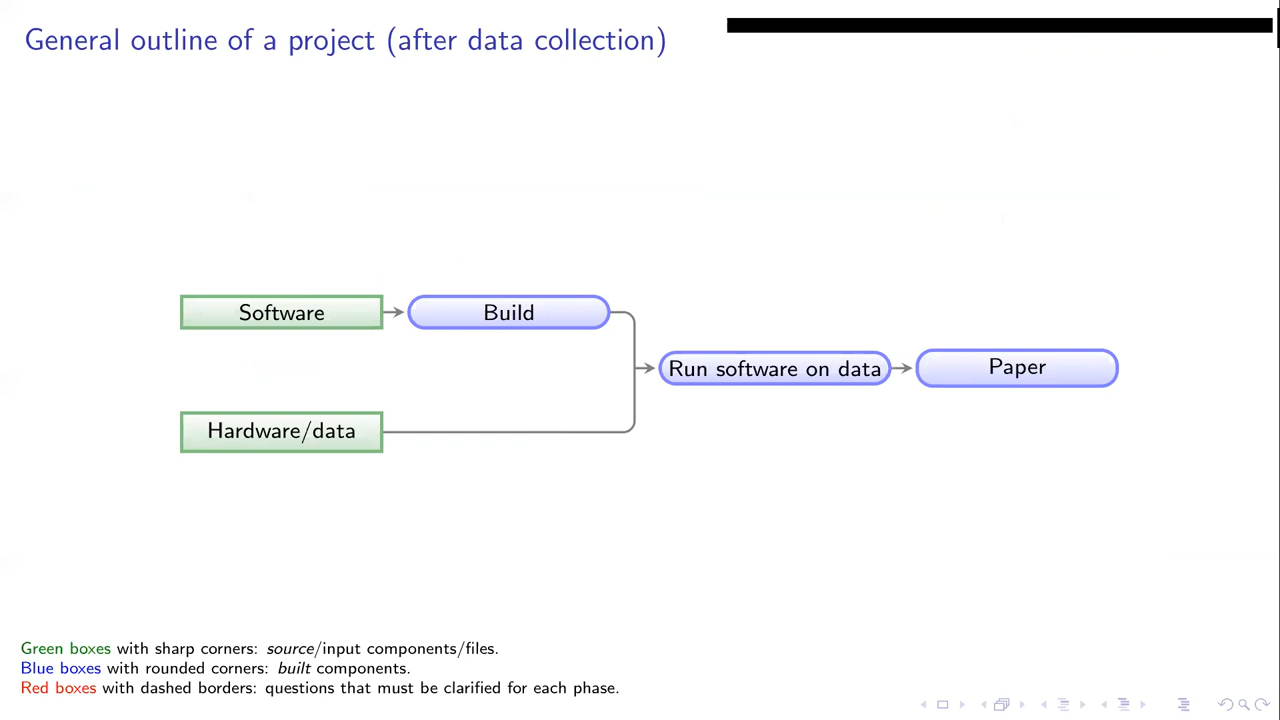 General outline of a project (after data collection)
Software
Build
Run software on data
Paper
Hardware/data
Green boxes with sharp corners: source/input components/files.
Blue boxes with rounded corners: built components.
Red boxes with dashed borders: questions that must be clarified for each phase.